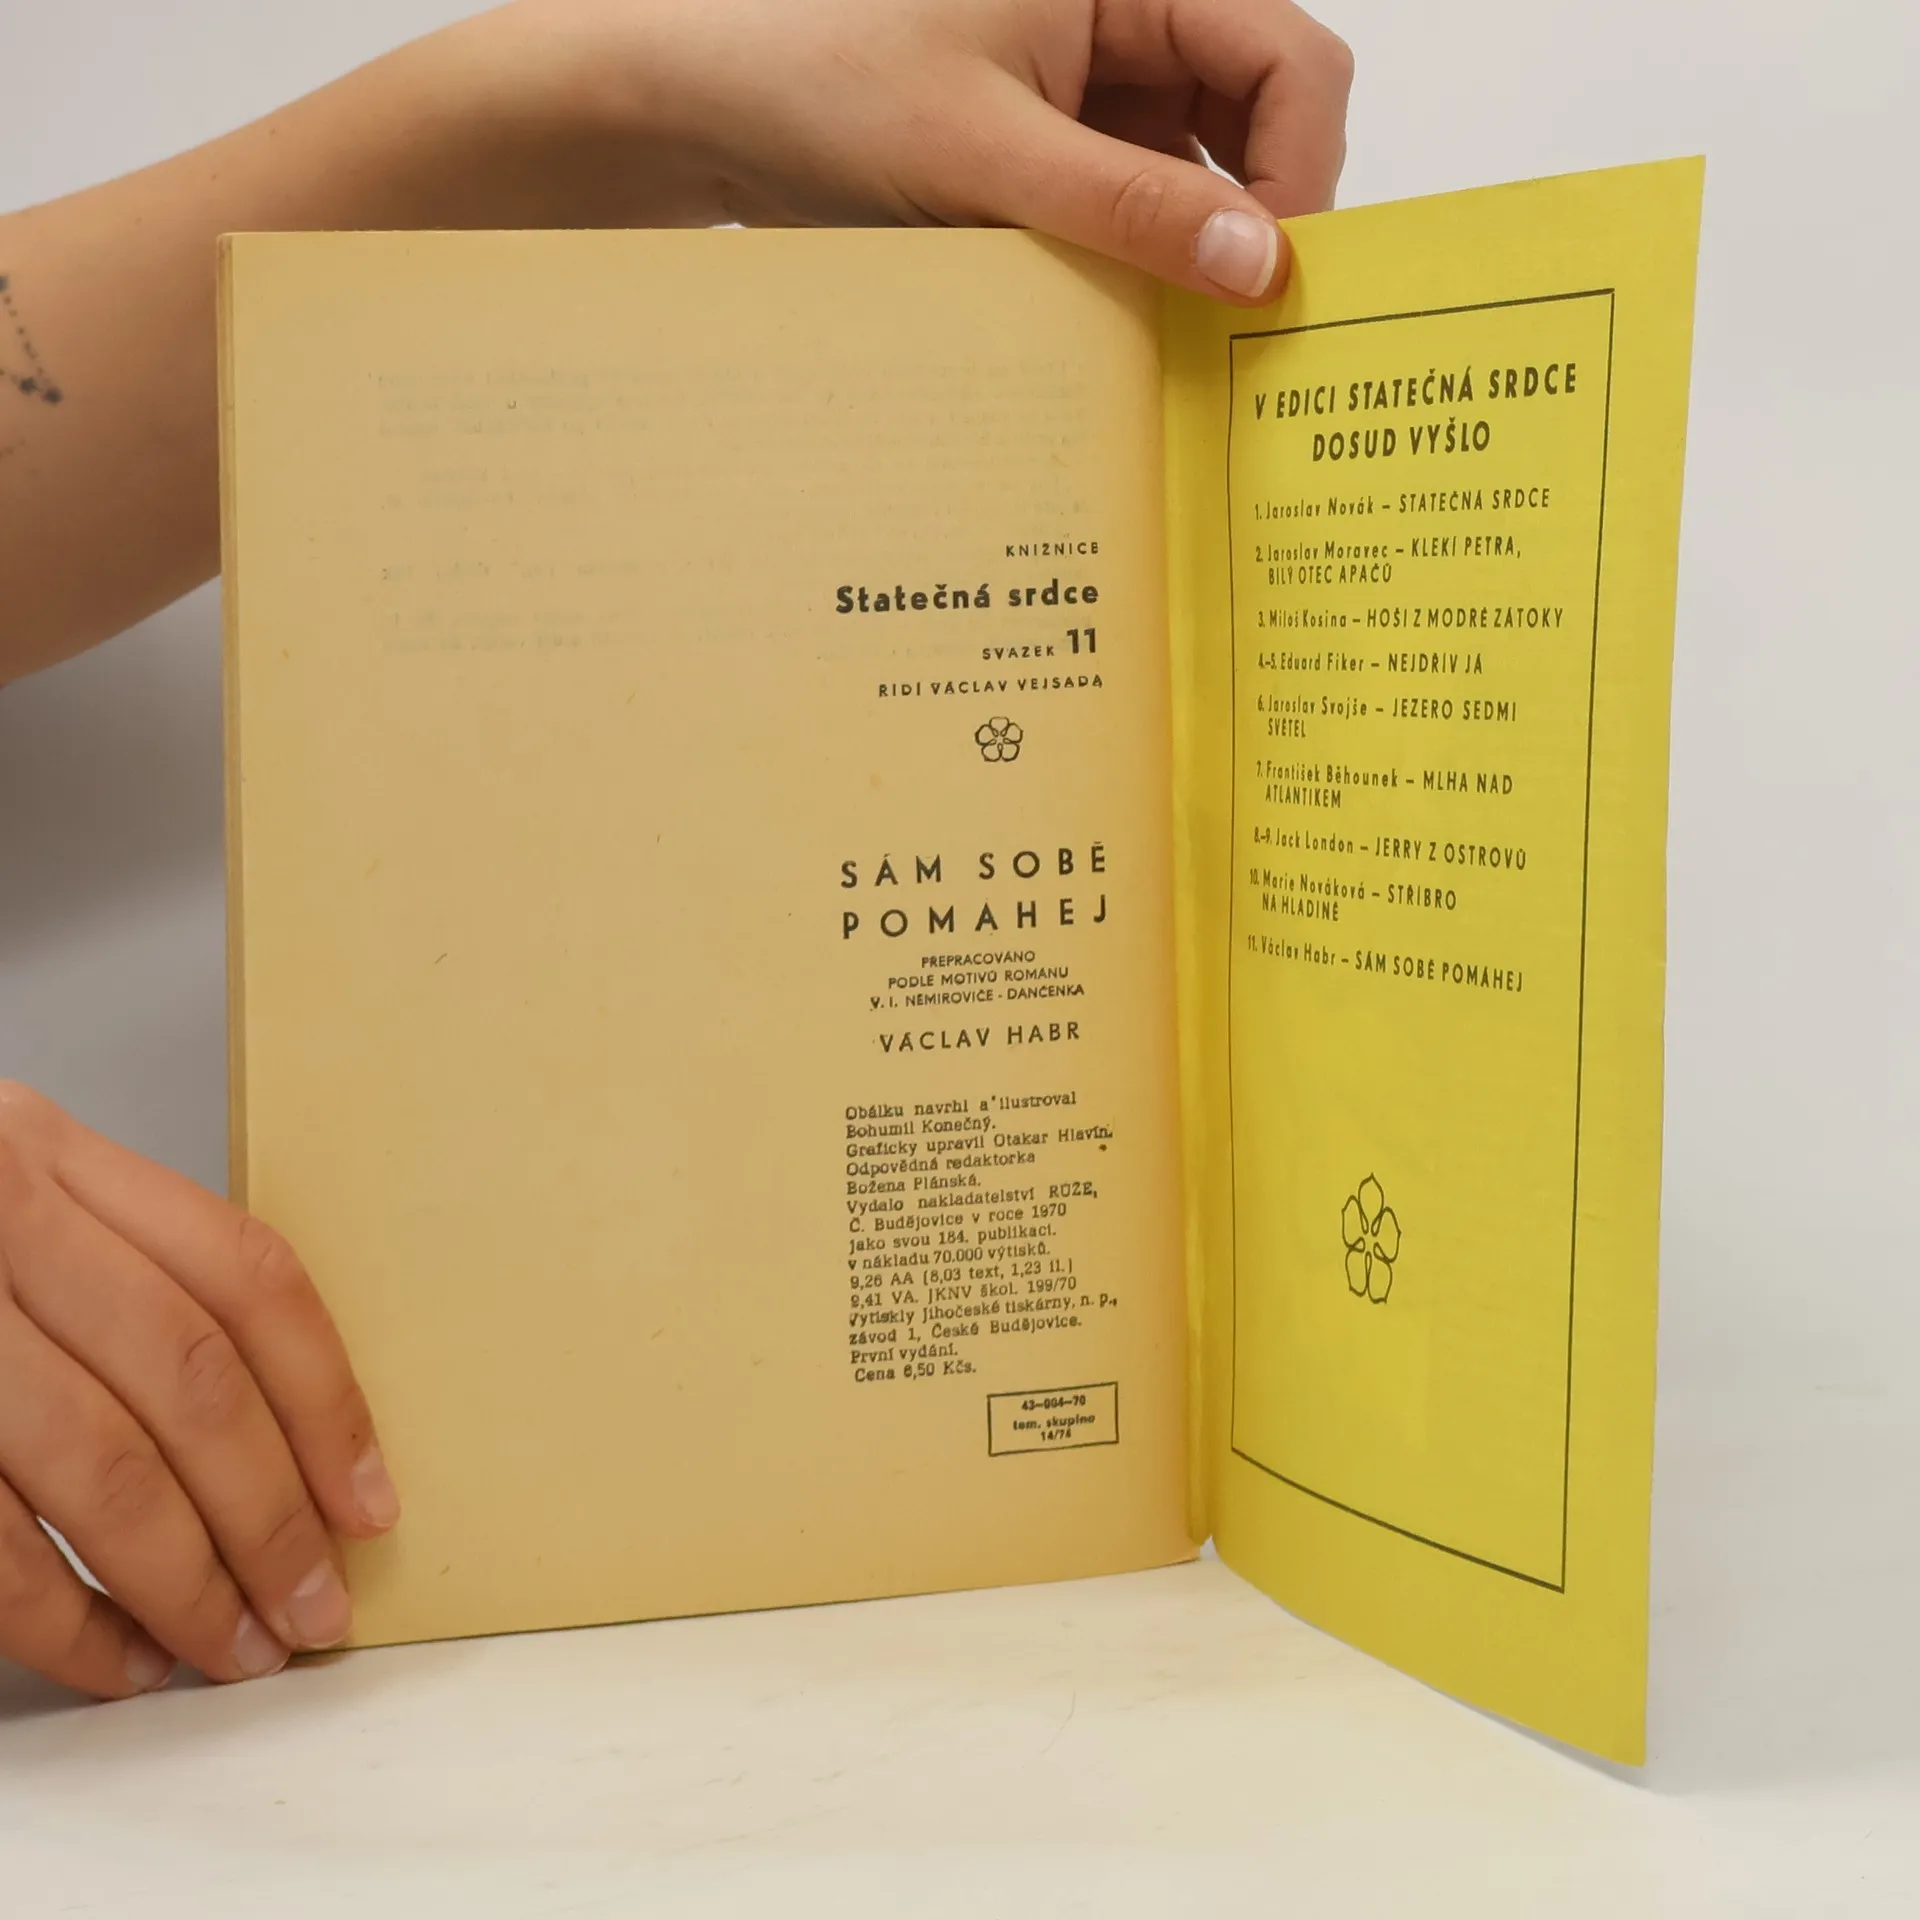 KNIŽNICE
Statečná srdce
SVAZEK 11
ŘÍDÍ VÁCLAV VEJSADA
SÁM SOBĚ
POMÁHEJ
PŘEPRACOVÁNO
PODLE MOTIVŮ ROMÁNU
V. I. NĚMIROVIČE - DANČENKA
VÁCLAV HABR
Obálku navrhl a ilustroval
Bohumil Konečný.
Graficky upravil Otakar Hlavín.
Odpovědná redaktorka
Božena Plánská.
Vydalo nakladatelství RŮŽE,
Č. Budějovice v roce 1970
jako svou 184. publikaci.
v nákladu 70.000 výtisků.
9,26 AA (8,03 text, 1,23 il.)
9,41 VA. JKNV škol. 199/70
Vytiskly Jihočeské tiskárny, n. p.,
závod 1, České Budějovice.
První vydání.
Cena 6,50 Kčs.
43—004—70
tem. skupina
14/74
V EDICI STATEČNÁ SRDCE
DOSUD VYŠLO
1. Jaroslav Novák – STATEČNÁ SRDCE
2. Jaroslav Moravec – KLEKÍ PETRA,
BÍLÝ OTEC APAČŮ
3. Miloš Kosina – HOŠI Z MODRÉ ZÁTOKY
4.–5. Eduard Fiker – NEJDŘÍV JÁ
6. Jaroslav Svojše – JEZERO SEDMI
SVĚTEL
7. František Běhounek – MLHA NAD
ATLANTIKEM
8.–9. Jack London – JERRY Z OSTROVŮ
10. Marie Nováková – STŘÍBRO
NA HLADINĚ
11. Václav Habr – SÁM SOBĚ POMÁHEJ